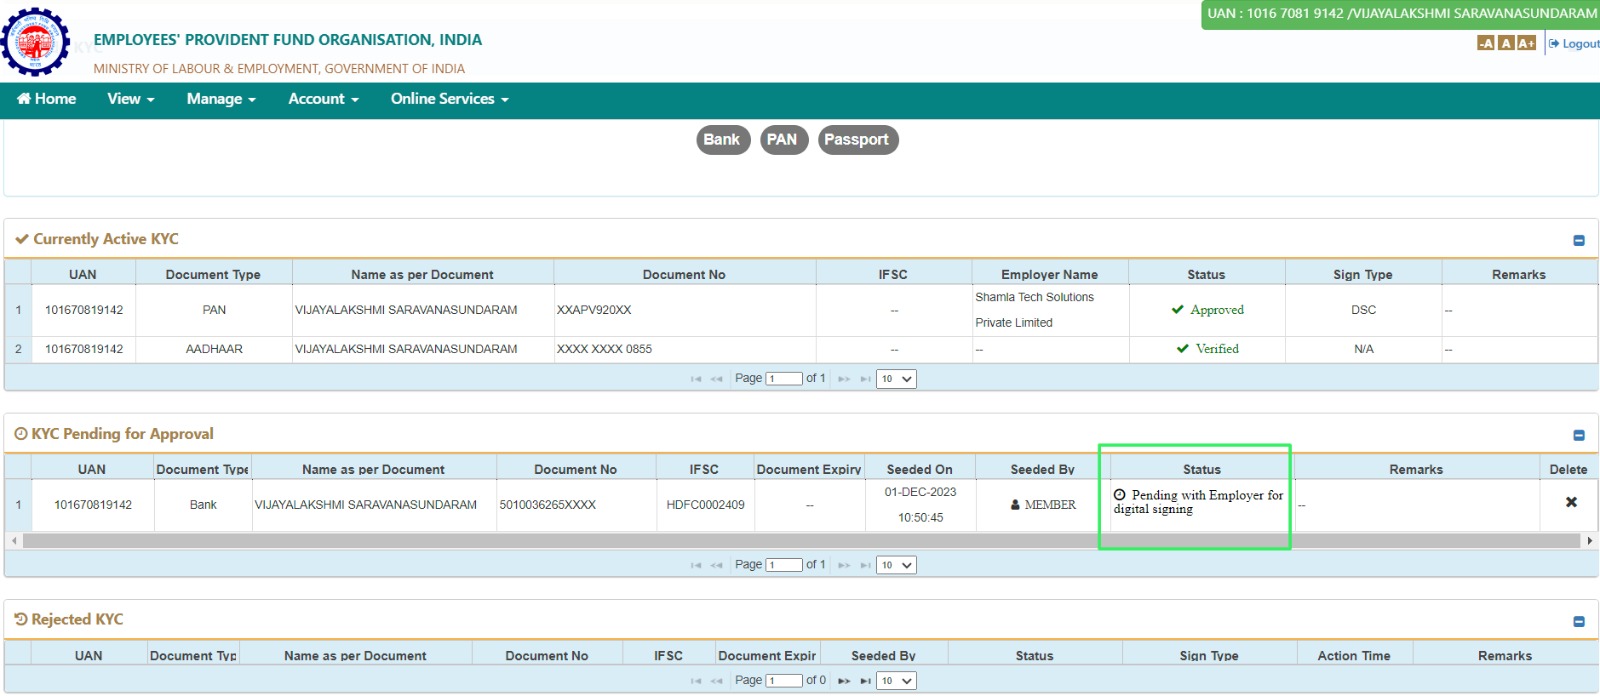 UAN : 1016 7081 9142 /VIJAYALAKSHMI SARAVANASUNDARAM
EMPLOYEES' PROVIDENT FUND ORGANISATION, INDIA
-A A A+ Logout
MINISTRY OF LABOUR & EMPLOYMENT, GOVERNMENT OF INDIA
Home View Manage Account Online Services
Bank PAN Passport
Currently Active KYC
UAN Document Type Name as per Document Document No IFSC Employer Name Status Sign Type Remarks
1 101670819142 PAN VIJAYALAKSHMI SARAVANASUNDARAM XXAPV920XX -- Shamla Tech Solutions Private Limited Approved DSC --
2 101670819142 AADHAAR VIJAYALAKSHMI SARAVANASUNDARAM XXXX XXXX 0855 -- -- Verified N/A --
Page 1 of 1 10
KYC Pending for Approval
UAN Document Type Name as per Document Document No IFSC Document Expiry Seeded On Seeded By Status Remarks Delete
1 101670819142 Bank VIJAYALAKSHMI SARAVANASUNDARAM 5010036265XXXX HDFC0002409 -- 01-DEC-2023 10:50:45 MEMBER Pending with Employer for digital signing --
Page 1 of 1 10
Rejected KYC
UAN Document Typ Name as per Document Document No IFSC Document Expir Seeded By Status Sign Type Action Time Remarks
Page 1 of 0 10